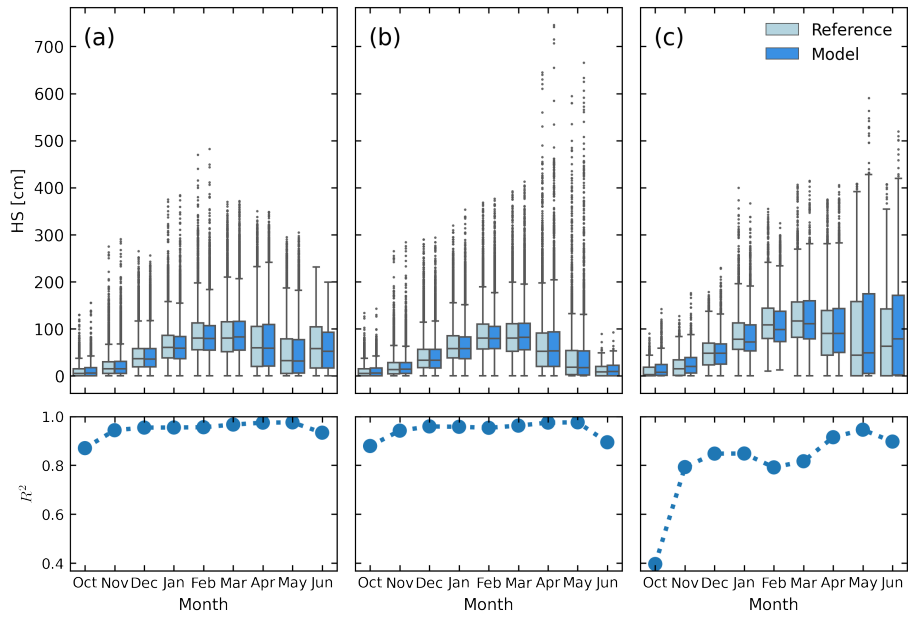 (a)
(b)
(c)
Reference
Model
HS [cm]
700
600
500
400
300
200
100
0
R²
1.0
0.8
0.6
0.4
Oct Nov Dec Jan Feb Mar Apr May Jun
Oct Nov Dec Jan Feb Mar Apr May Jun
Oct Nov Dec Jan Feb Mar Apr May Jun
Month
Month
Month